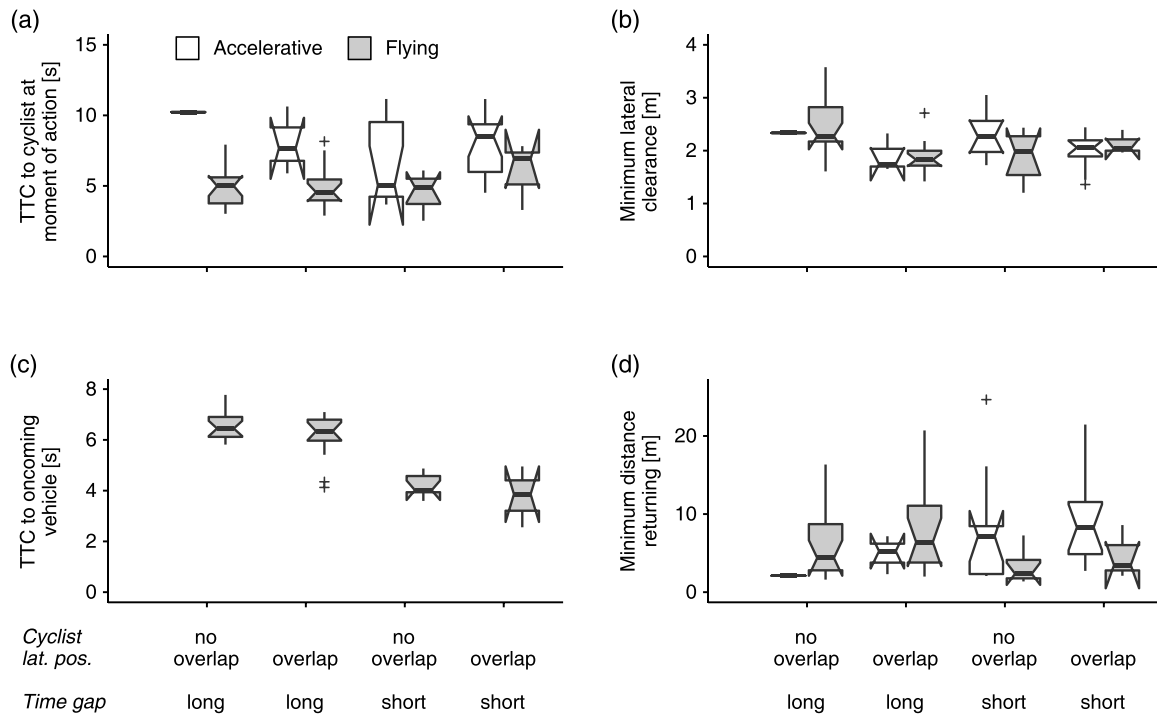 (a)
TTC to cyclist at
moment of action [s]
15
10
5
0
Accelerative
Flying
(b)
Minimum lateral
clearance [m]
4
3
2
1
0
(c)
TTC to oncoming
vehicle [s]
8
6
4
2
0
(d)
Minimum distance
returning [m]
20
10
0
Cyclist
lat. pos.
no
overlap
overlap
no
overlap
overlap
Time gap
long
long
short
short
no
overlap
overlap
no
overlap
overlap
long
long
short
short